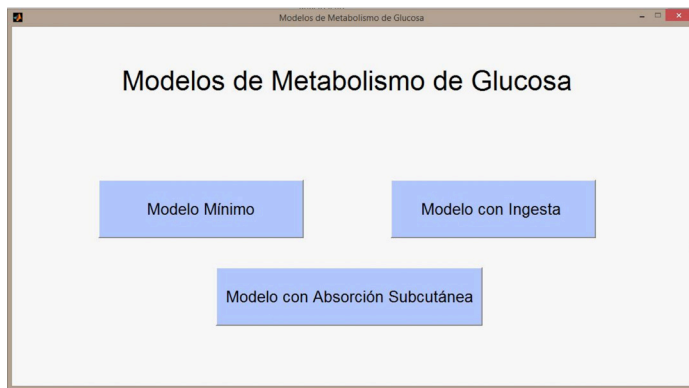 Modelos de Metabolismo de Glucosa
Modelos de Metabolismo de Glucosa
Modelo Mínimo
Modelo con Ingesta
Modelo con Absorción Subcutánea